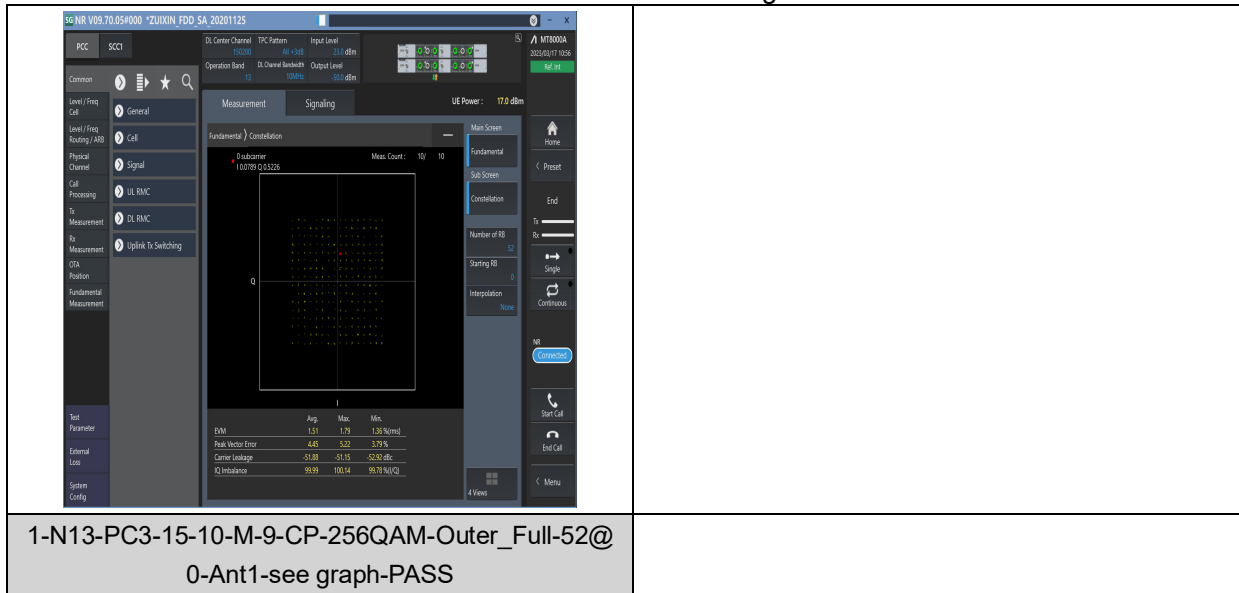 5G NR V09.70.05#000 *ZUIXIN_FDD_SA_20201125
PCC SCC1
DL Center Channel TPC Pattern Input Level
150200 All +3dB 23.0 dBm
Operation Band DL Channel Bandwidth Output Level
13 10MHz -50.0 dBm
MT8000A
2023/03/17 10:56
Ref. Int
Common
Level / Freq
Cell
Level / Freq
Routing / ARB
Physical
Channel
Call
Processing
Tx
Measurement
Rx
Measurement
OTA
Position
Fundamental
Measurement
Test
Parameter
External
Loss
System
Config
General
Cell
Signal
UL RMC
DL RMC
Uplink Tx Switching
Measurement Signaling UE Power : 17.0 dBm
Fundamental Constellation
0 subcarrier Meas. Count : 10/ 10
I 0.0789 Q 0.5226
Q
I
Avg. Max. Min.
EVM 1.51 1.79 1.36 %(rms)
Peak Vector Error 4.45 5.22 3.79 %
Carrier Leakage -51.88 -51.15 -52.92 dBc
IQ Imbalance 99.99 100.14 99.78 %(I/Q)
Main Screen
Fundamental
Sub Screen
Constellation
Number of RB
52
Starting RB
0
Interpolation
None
4 Views
Home
< Preset
End
Tx
Rx
Single
Continuous
NR
Connected
Start Call
End Call
< Menu
1-N13-PC3-15-10-M-9-CP-256QAM-Outer_Full-52@
0-Ant1-see graph-PASS